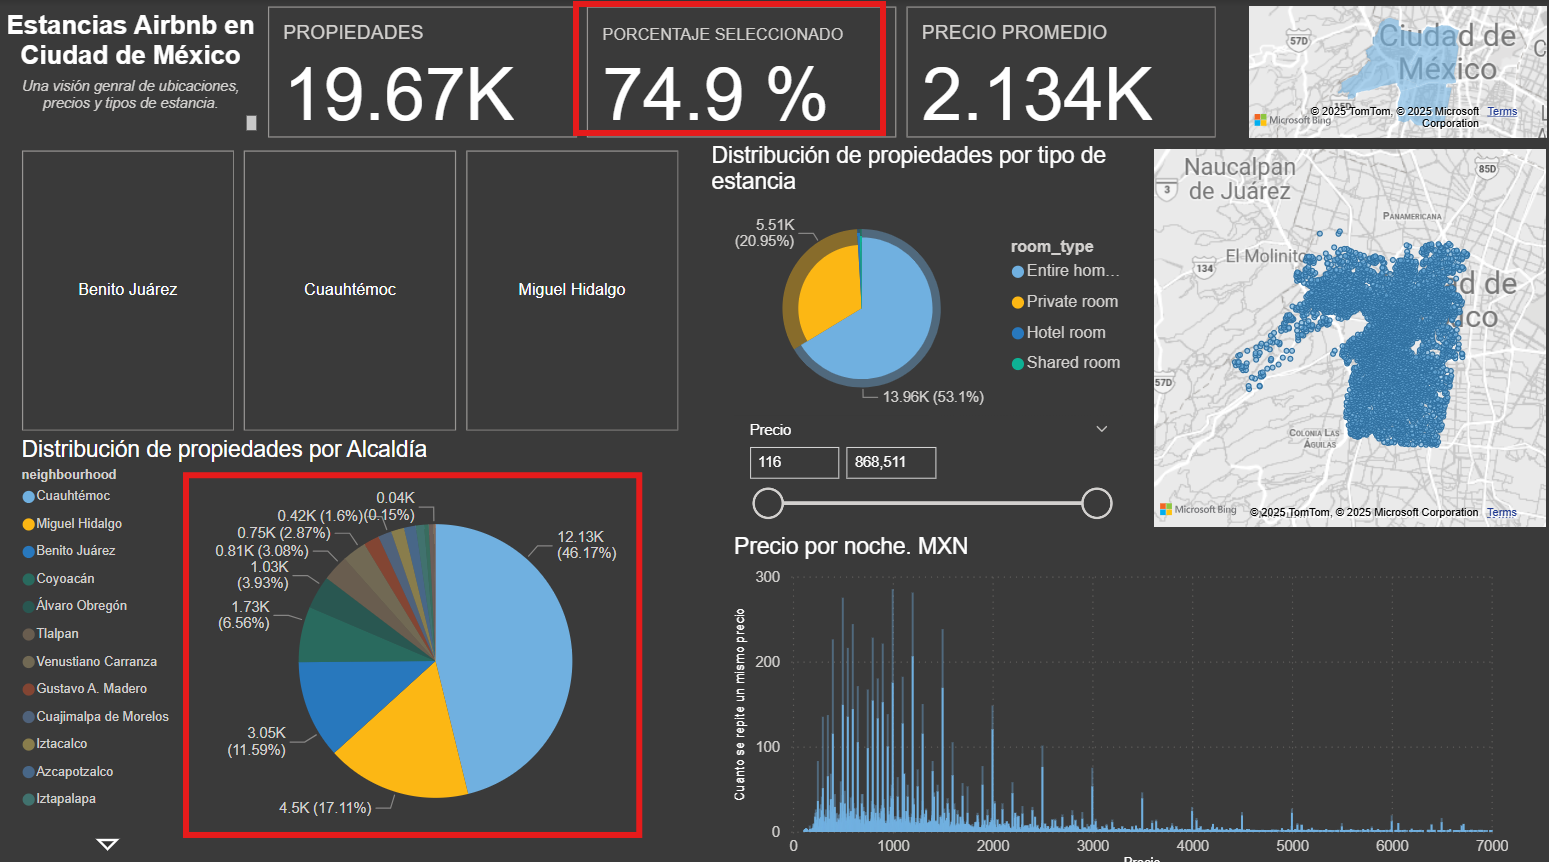 Estancias Airbnb en
Ciudad de México
Una visión genral de ubicaciones,
precios y tipos de estancia.
PROPIEDADES
19.67K
PORCENTAJE SELECCIONADO
74.9 %
PRECIO PROMEDIO
2.134K
57D
Ciudad de
México
15D
© 2025 TomTom, © 2025 Microsoft
Corporation
Terms
Microsoft Bing
Benito Juárez
Cuauhtémoc
Miguel Hidalgo
Distribución de propiedades por tipo de
estancia
5.51K
(20.95%)
13.96K (53.1%)
room_type
Entire hom...
Private room
Hotel room
Shared room
Precio
116
868,511
Naucalpan
de Juárez
3
85D
PANAMERICANA
El Molinito
134
d de
ico
57D
COLONIA LAS
ÁGUILAS
Microsoft Bing
© 2025 TomTom, © 2025 Microsoft Corporation
Terms
Distribución de propiedades por Alcaldía
neighbourhood
Cuauhtémoc
Miguel Hidalgo
Benito Juárez
Coyoacán
Álvaro Obregón
Tlalpan
Venustiano Carranza
Gustavo A. Madero
Cuajimalpa de Morelos
Iztacalco
Azcapotzalco
Iztapalapa
0.04K
(0.15%)
0.42K (1.6%)
0.75K (2.87%)
0.81K (3.08%)
1.03K
(3.93%)
1.73K
(6.56%)
3.05K
(11.59%)
4.5K (17.11%)
12.13K
(46.17%)
Precio por noche. MXN
Cuanto se repite un mismo precio
300
200
100
0
0
1000
2000
3000
4000
5000
6000
7000
Precio